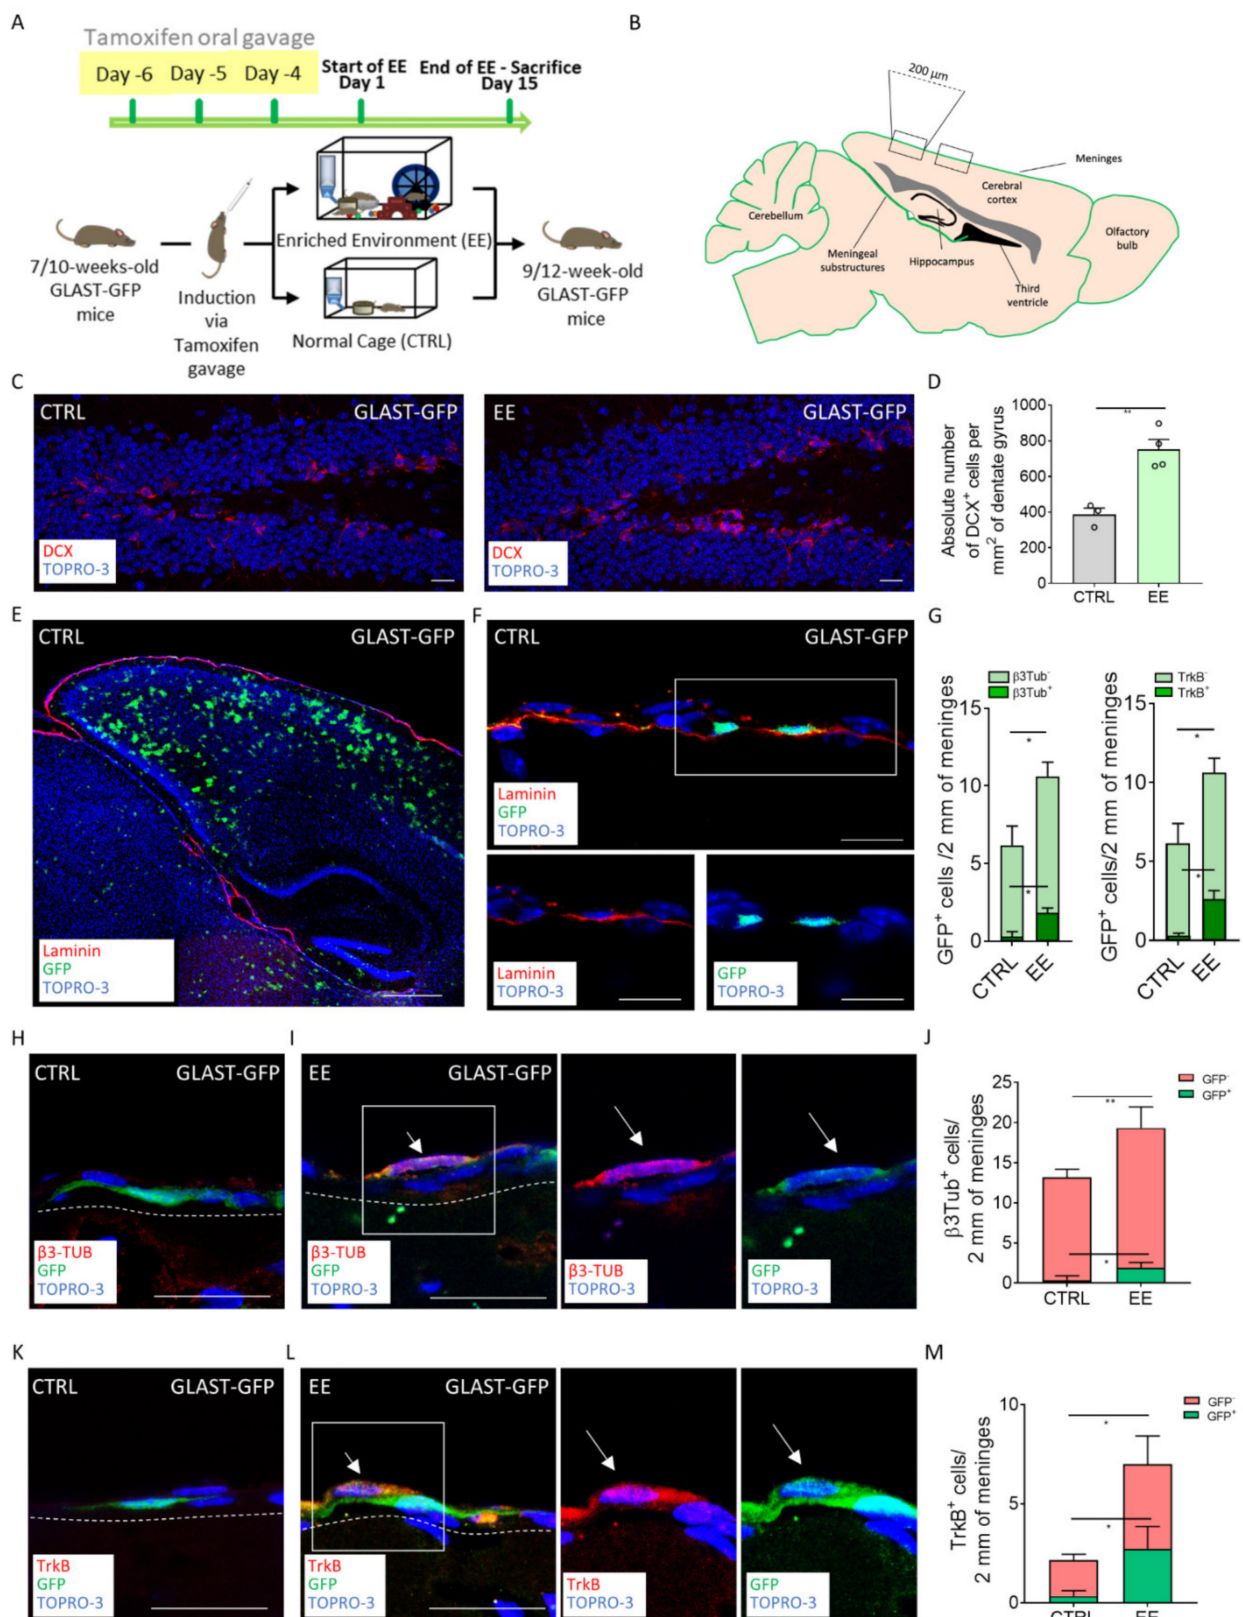 A
Tamoxifen oral gavage
Day -6 Day -5 Day -4
Start of EE
Day 1
End of EE - Sacrifice
Day 15
7/10-weeks-old
GLAST-GFP
mice
Induction
via
Tamoxifen
gavage
Enriched Environment (EE)
Normal Cage (CTRL)
9/12-week-old
GLAST-GFP
mice
B
200 µm
Meninges
Cerebral
cortex
Cerebellum
Meningeal
substructures
Hippocampus
Third
ventricle
Olfactory
bulb
C
CTRL GLAST-GFP
DCX
TOPRO-3
EE GLAST-GFP
DCX
TOPRO-3
D
Absolute number
of DCX⁺ cells per
mm² of dentate gyrus
1000
800
600
400
200
0
**
CTRL EE
E
CTRL GLAST-GFP
Laminin
GFP
TOPRO-3
F
CTRL GLAST-GFP
Laminin
GFP
TOPRO-3
Laminin
TOPRO-3
GFP
TOPRO-3
G
β3Tub⁻
β3Tub⁺
GFP⁺ cells /2 mm of meninges
15
10
5
0
*
*
CTRL EE
TrkB⁻
TrkB⁺
GFP⁺ cells/2 mm of meninges
15
10
5
0
*
*
CTRL EE
H
CTRL GLAST-GFP
β3-TUB
GFP
TOPRO-3
I
EE GLAST-GFP
β3-TUB
GFP
TOPRO-3
β3-TUB
TOPRO-3
GFP
TOPRO-3
J
GFP⁻
GFP⁺
β3Tub⁺ cells/
2 mm of meninges
25
20
15
10
5
0
**
*
CTRL EE
K
CTRL GLAST-GFP
TrkB
GFP
TOPRO-3
L
EE GLAST-GFP
TrkB
GFP
TOPRO-3
TrkB
TOPRO-3
GFP
TOPRO-3
M
GFP⁻
GFP⁺
TrkB⁺ cells/
2 mm of meninges
10
5
0
*
*
CTRL EE